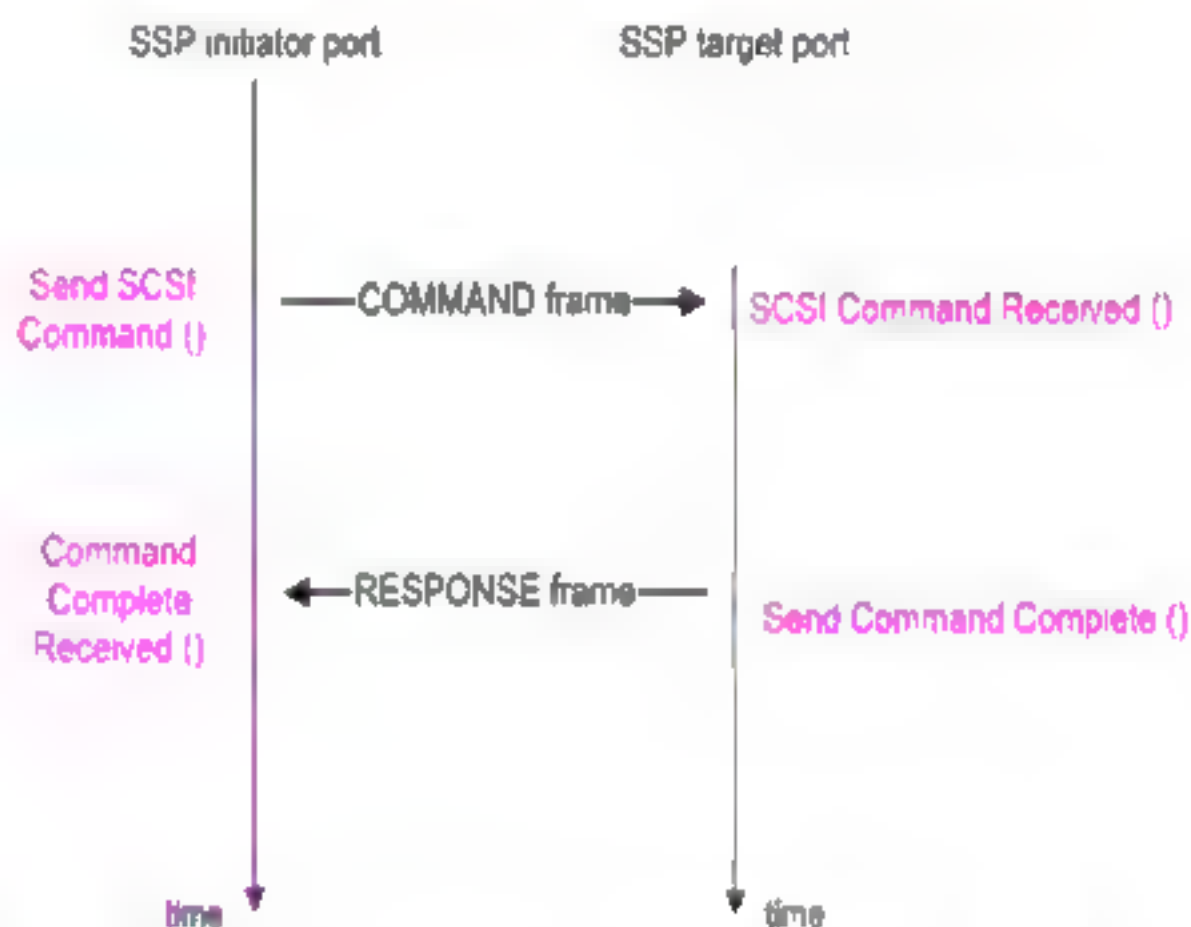 SSP initiator port
SSP target port
Send SCSI
Command ()
COMMAND frame
SCSI Command Received ()
Command
Complete
Received ()
RESPONSE frame
Send Command Complete ()
time
time